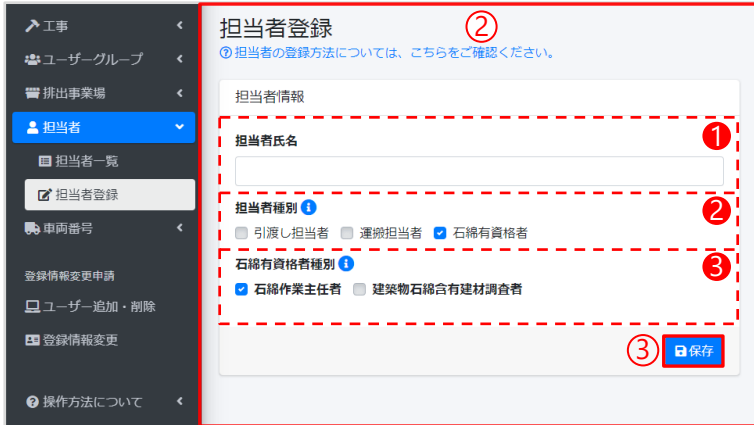 工事
ユーザーグループ
排出事業場
担当者
担当者一覧
担当者登録
車両番号
登録情報変更申請
ユーザー追加・削除
登録情報変更
操作方法について
担当者登録
②
担当者の登録方法については、こちらをご確認ください。
担当者情報
❶
担当者氏名
❷
担当者種別
引渡し担当者 運搬担当者 石綿有資格者
❸
石綿有資格者種別
石綿作業主任者 建築物石綿含有建材調査者
③ 保存